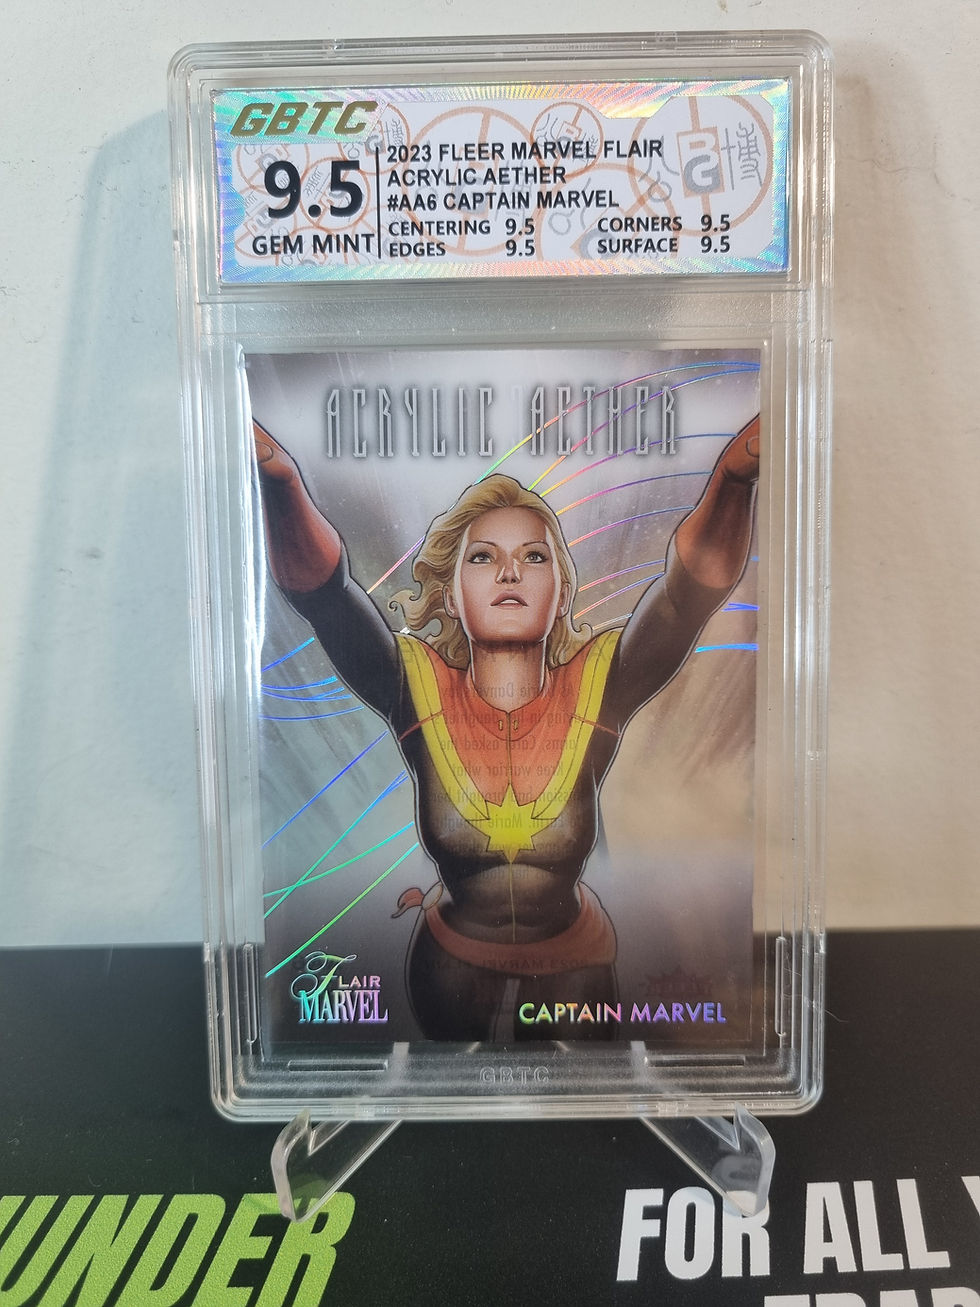 GBTC
9.5
GEM MINT
2023 FLEER MARVEL FLAIR
ACRYLIC AETHER
#AA6 CAPTAIN MARVEL
CENTERING 9.5 CORNERS 9.5
EDGES 9.5 SURFACE 9.5
BG
ACRYLIC AETHER
FLAIR
MARVEL
CAPTAIN MARVEL
GBTC
UNDER
FOR ALL